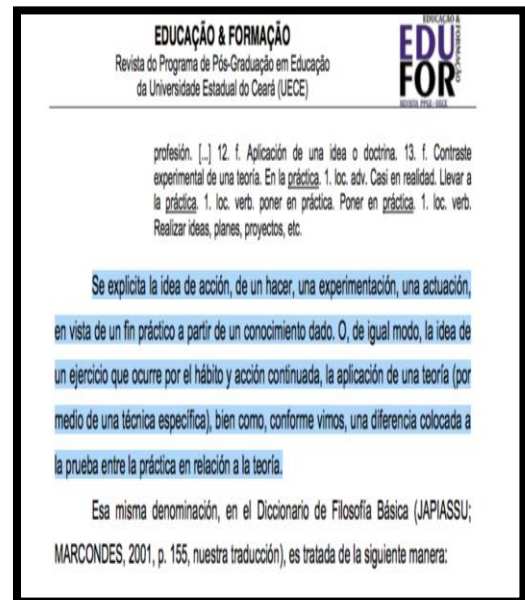 EDUCAÇÃO & FORMAÇÃO
Revista do Programa de Pós-Graduação em Educação
da Universidade Estadual do Ceará (UECE)
EDUCAÇÃO &
EDU
FOR
FORMAÇÃO
REVISTA PPGE - UECE
profesión. [...] 12. f. Aplicación de una idea o doctrina. 13. f. Contraste
experimental de una teoría. En la práctica. 1. loc. adv. Casi en realidad. Llevar a
la práctica. 1. loc. verb. poner en práctica. Poner en práctica. 1. loc. verb.
Realizar ideas, planes, proyectos, etc.
Se explicita la idea de acción, de un hacer, una experimentación, una actuación,
en vista de un fin práctico a partir de un conocimiento dado. O, de igual modo, la idea de
un ejercicio que ocurre por el hábito y acción continuada, la aplicación de una teoría (por
medio de una técnica específica), bien como, conforme vimos, una diferencia colocada a
la prueba entre la práctica en relación a la teoría.
Esa misma denominación, en el Diccionario de Filosofía Básica (JAPIASSU;
MARCONDES, 2001, p. 155, nuestra traducción), es tratada de la siguiente manera: